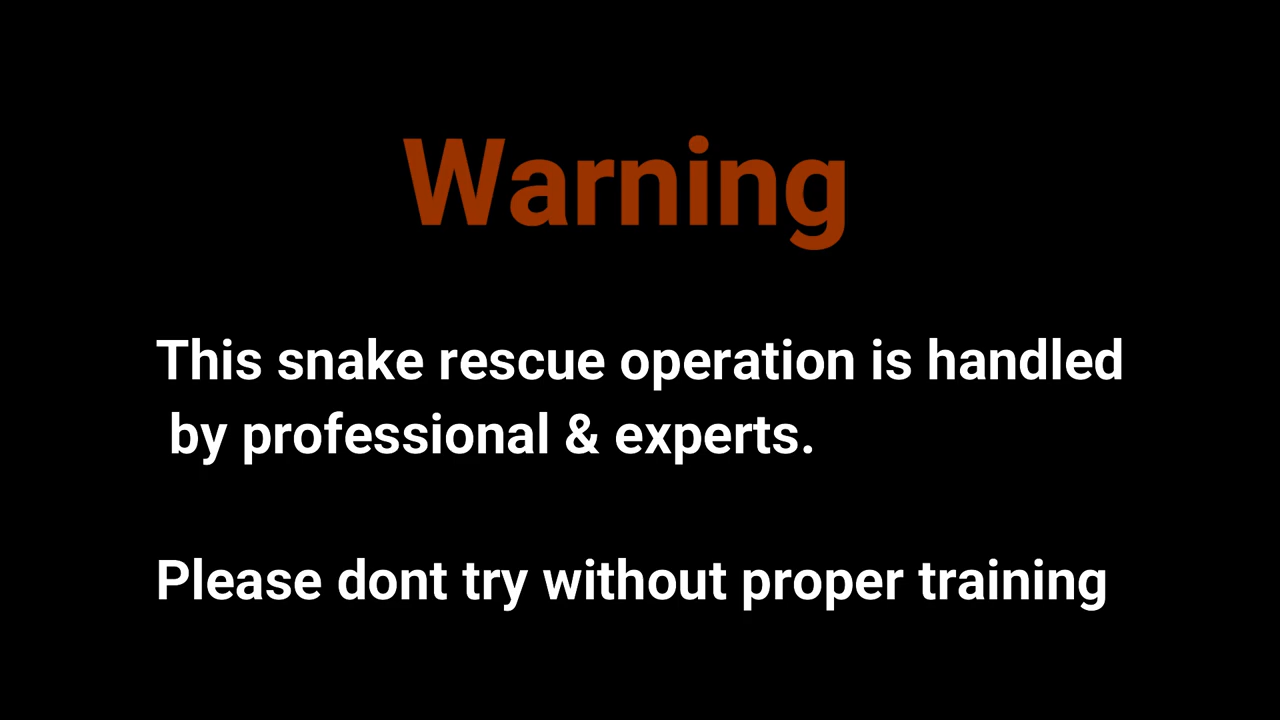 Warning
This snake rescue operation is handled
by professional & experts.
Please dont try without proper training